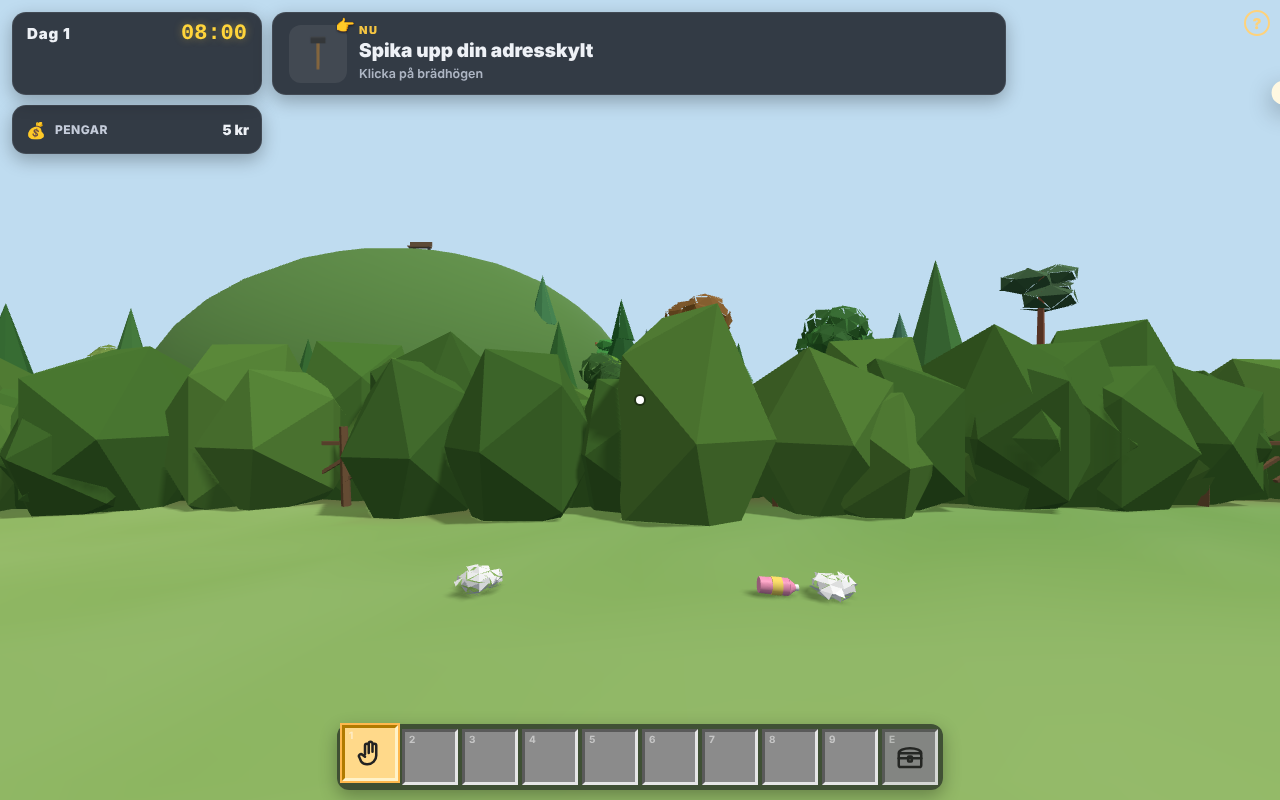 Dag 1
08:00
NU
Spika upp din adresskylt
Klicka på brädhögen
PENGAR
5 kr
1
2
3
4
5
6
7
8
9
E